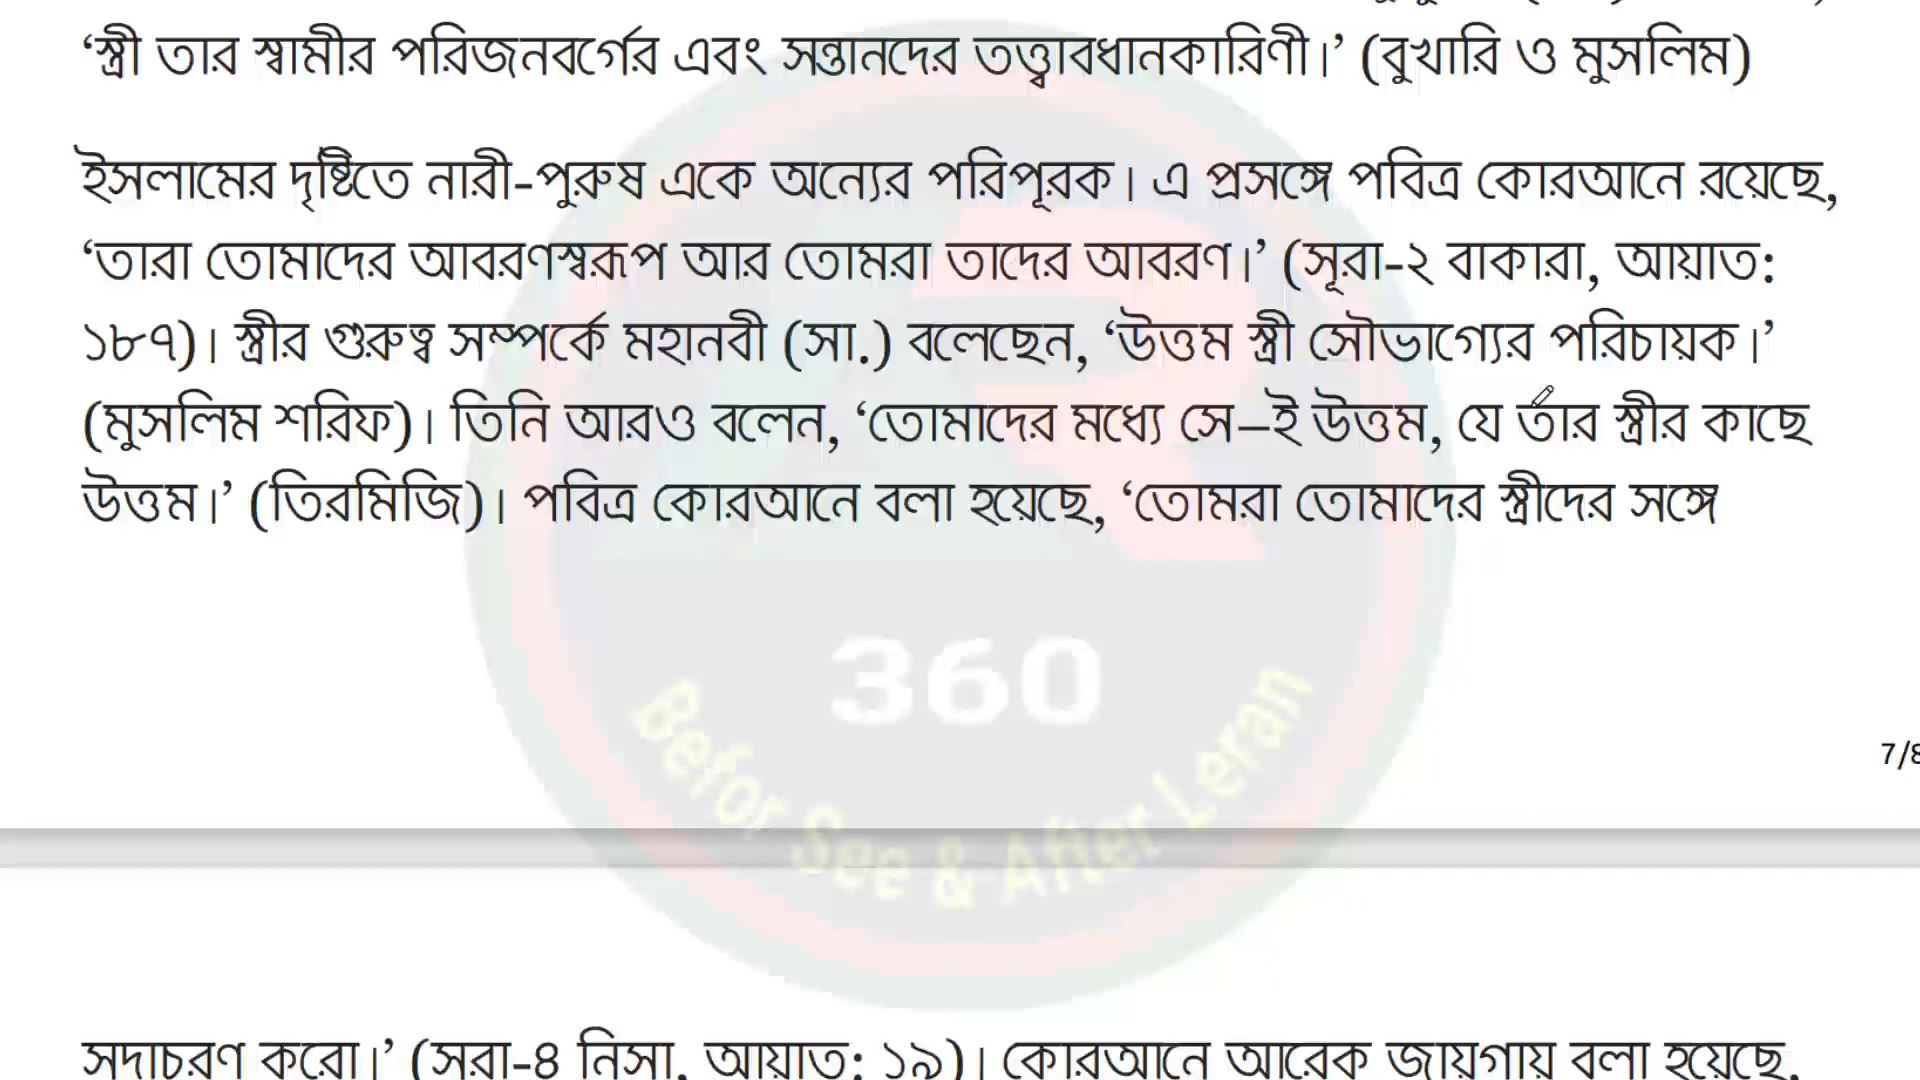 ‘স্ত্রী তার স্বামীর পরিজনবর্গের এবং সন্তানদের তত্ত্বাবধানকারিণী।’ (বুখারি ও মুসলিম)
ইসলামের দৃষ্টিতে নারী-পুরুষ একে অন্যের পরিপূরক। এ প্রসঙ্গে পবিত্র কোরআনে রয়েছে,
‘তারা তোমাদের আবরণস্বরূপ আর তোমরা তাদের আবরণ।’ (সূরা-২ বাকারা, আয়াত:
১৮৭)। স্ত্রীর গুরুত্ব সম্পর্কে মহানবী (সা.) বলেছেন, ‘উত্তম স্ত্রী সৌভাগ্যের পরিচায়ক।’
(মুসলিম শরিফ)। তিনি আরও বলেন, ‘তোমাদের মধ্যে সে–ই উত্তম, যে তাঁর স্ত্রীর কাছে
উত্তম।’ (তিরমিজি)। পবিত্র কোরআনে বলা হয়েছে, ‘তোমরা তোমাদের স্ত্রীদের সঙ্গে
360
Befor See & After Leran
7/8
সদাচরণ করো।’ (সূরা-৪ নিসা, আয়াত: ১৯)। কোরআনে আরেক জায়গায় বলা হয়েছে,